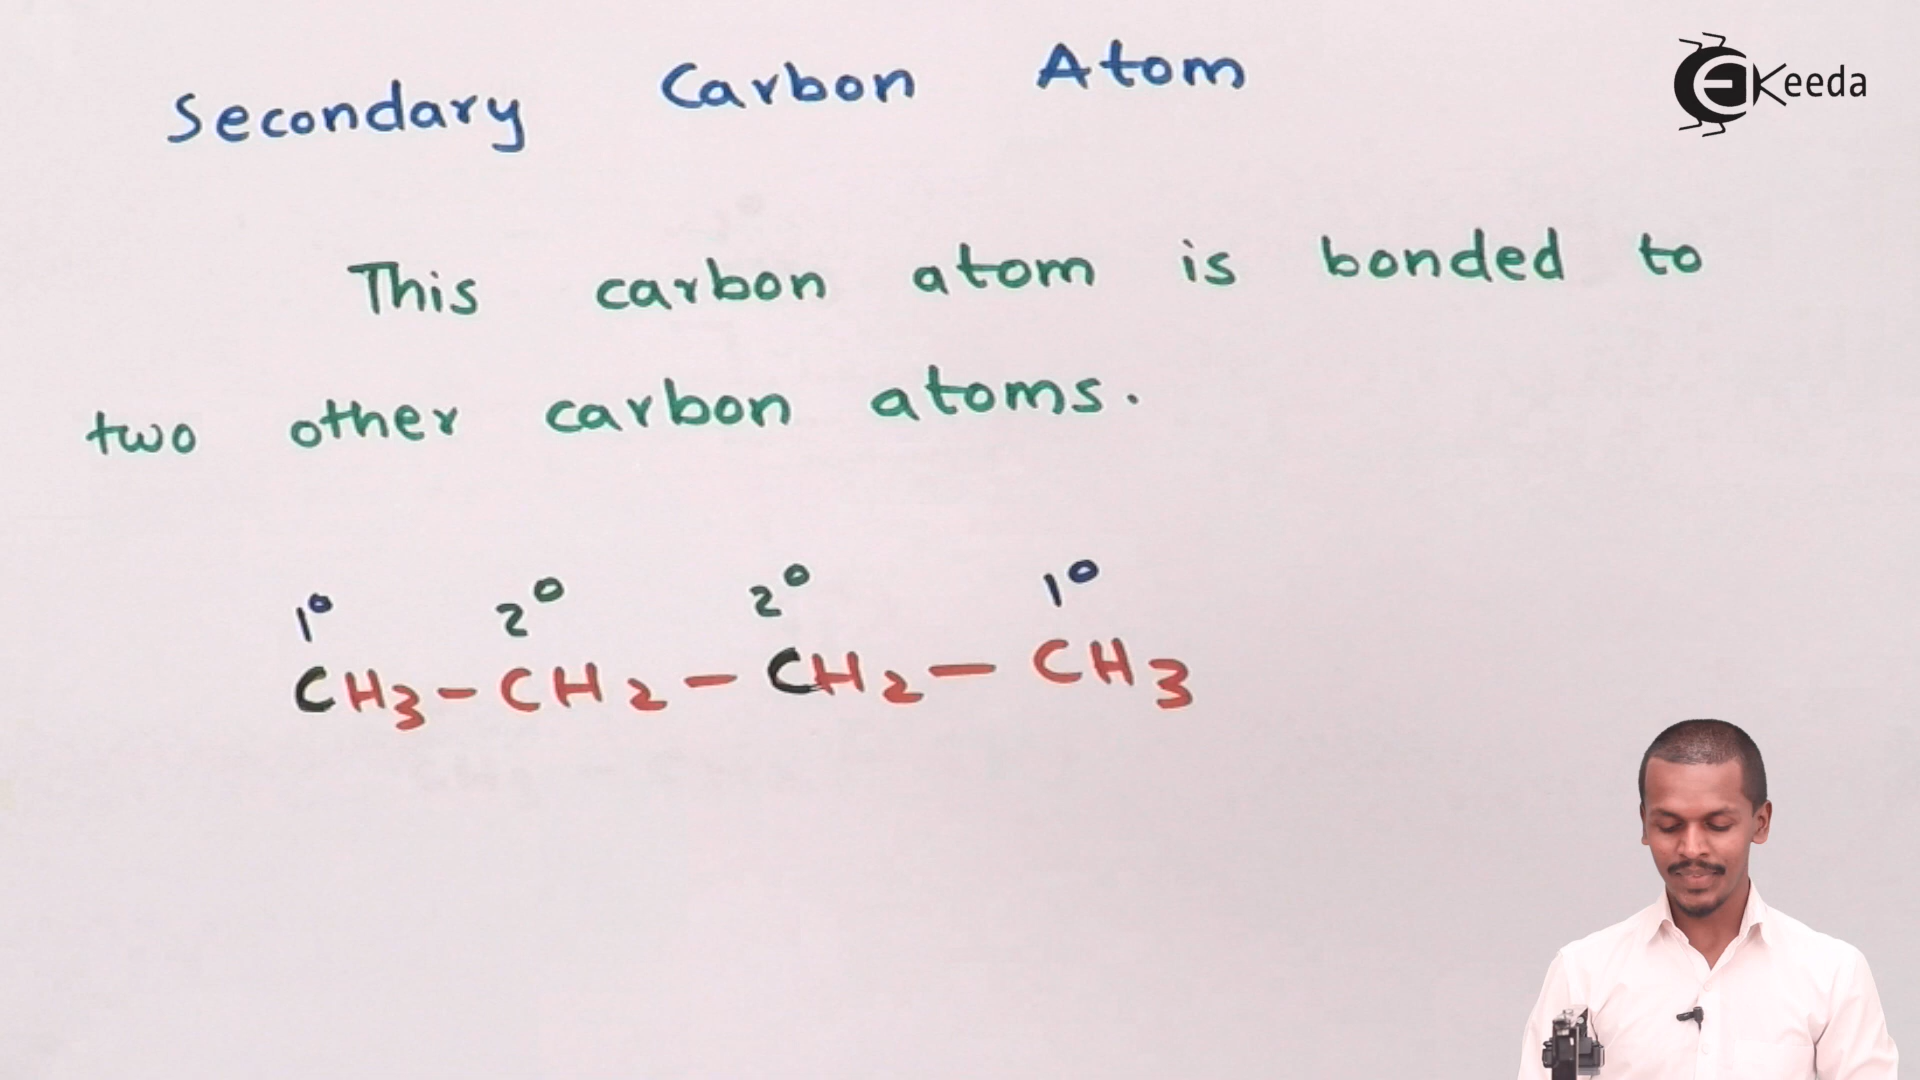 Secondary Carbon Atom
EKeeda
This carbon atom is bonded to
two other carbon atoms.
1° 2° 2° 1°
CH3-CH2-CH2-CH3